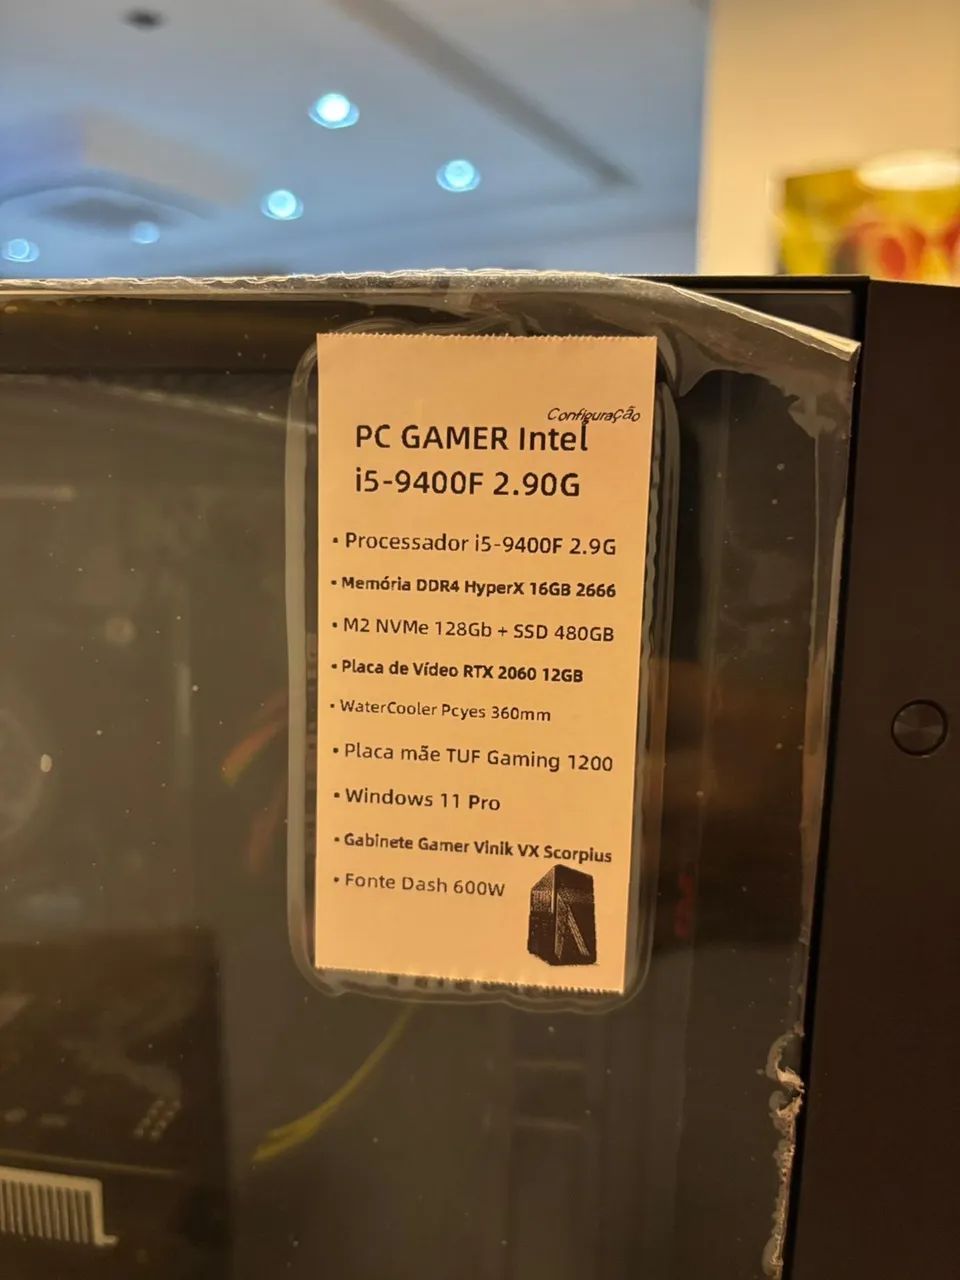 Configuração
PC GAMER Intel
i5-9400F 2.90G
• Processador i5-9400F 2.9G
• Memória DDR4 HyperX 16GB 2666
• M2 NVMe 128Gb + SSD 480GB
• Placa de Vídeo RTX 2060 12GB
• WaterCooler Pcyes 360mm
• Placa mãe TUF Gaming 1200
• Windows 11 Pro
• Gabinete Gamer Vinik VX Scorpius
• Fonte Dash 600W